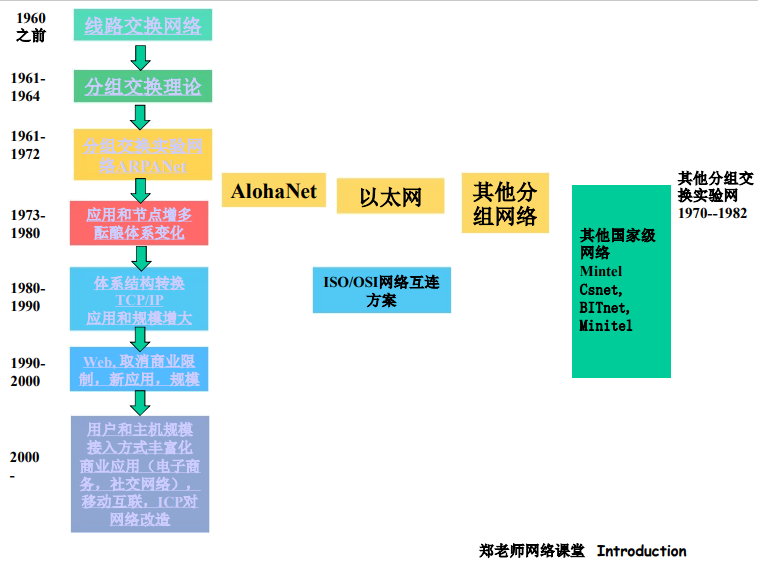 1960
之前
线路交换网络
1961-
1964
分组交换理论
1961-
1972
分组交换实验网
络ARPANet
AlohaNet
以太网
其他分
组网络
其他分组交
换实验网
1970--1982
1973-
1980
应用和节点增多
酝酿体系变化
其他国家级
网络
Mintel
Csnet,
BITnet,
Minitel
1980-
1990
体系结构转换
TCP/IP
应用和规模增大
ISO/OSI网络互连
方案
1990-
2000
Web, 取消商业限
制，新应用，规模
2000
-
用户和主机规模
接入方式丰富化
商业应用（电子商
务，社交网络），
移动互联，ICP对
网络改造
郑老师网络课堂 Introduction